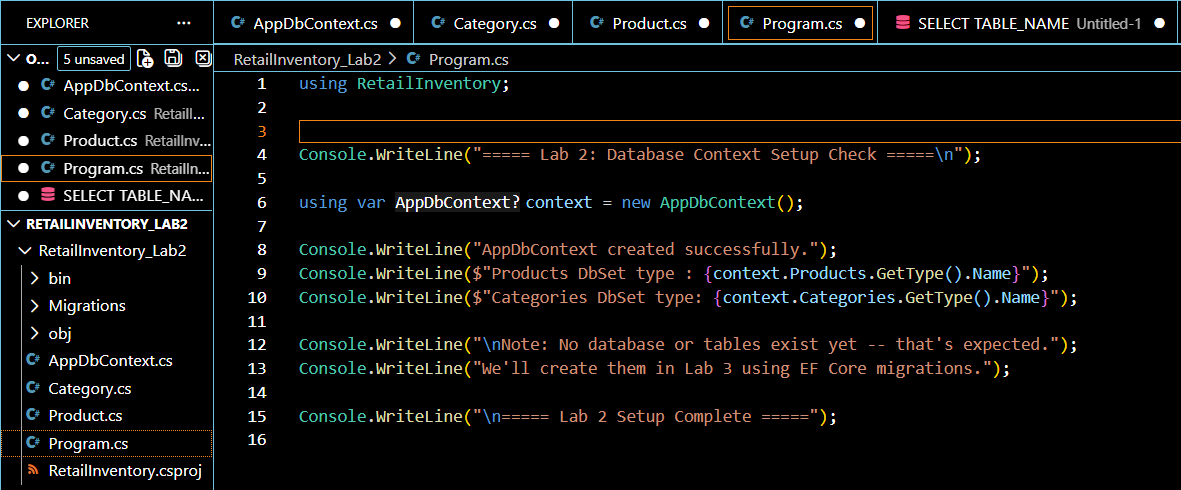 EXPLORER ...
O... 5 unsaved
AppDbContext.cs...
Category.cs Retaill...
Product.cs RetailInv...
Program.cs RetailIn...
SELECT TABLE_NA...
RETAILINVENTORY_LAB2
RetailInventory_Lab2
bin
Migrations
obj
AppDbContext.cs
Category.cs
Product.cs
Program.cs
RetailInventory.csproj
AppDbContext.cs Category.cs Product.cs Program.cs SELECT TABLE_NAME Untitled-1
RetailInventory_Lab2 > Program.cs
1 using RetailInventory;
2
3
4 Console.WriteLine("===== Lab 2: Database Context Setup Check =====\n");
5
6 using var AppDbContext? context = new AppDbContext();
7
8 Console.WriteLine("AppDbContext created successfully.");
9 Console.WriteLine($"Products DbSet type : {context.Products.GetType().Name}");
10 Console.WriteLine($"Categories DbSet type: {context.Categories.GetType().Name}");
11
12 Console.WriteLine("\nNote: No database or tables exist yet -- that's expected.");
13 Console.WriteLine("We'll create them in Lab 3 using EF Core migrations.");
14
15 Console.WriteLine("\n===== Lab 2 Setup Complete =====");
16